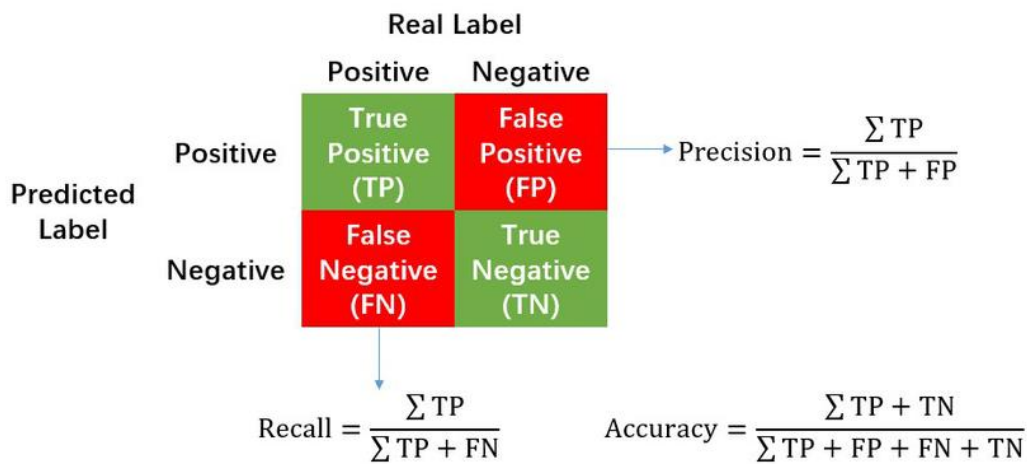 Real Label
Positive Negative
True Positive (TP)
False Positive (FP)
Positive
Precision = ∑ TP / ∑ TP + FP
Predicted Label
False Negative (FN)
True Negative (TN)
Negative
Recall = ∑ TP / ∑ TP + FN
Accuracy = ∑ TP + TN / ∑ TP + FP + FN + TN